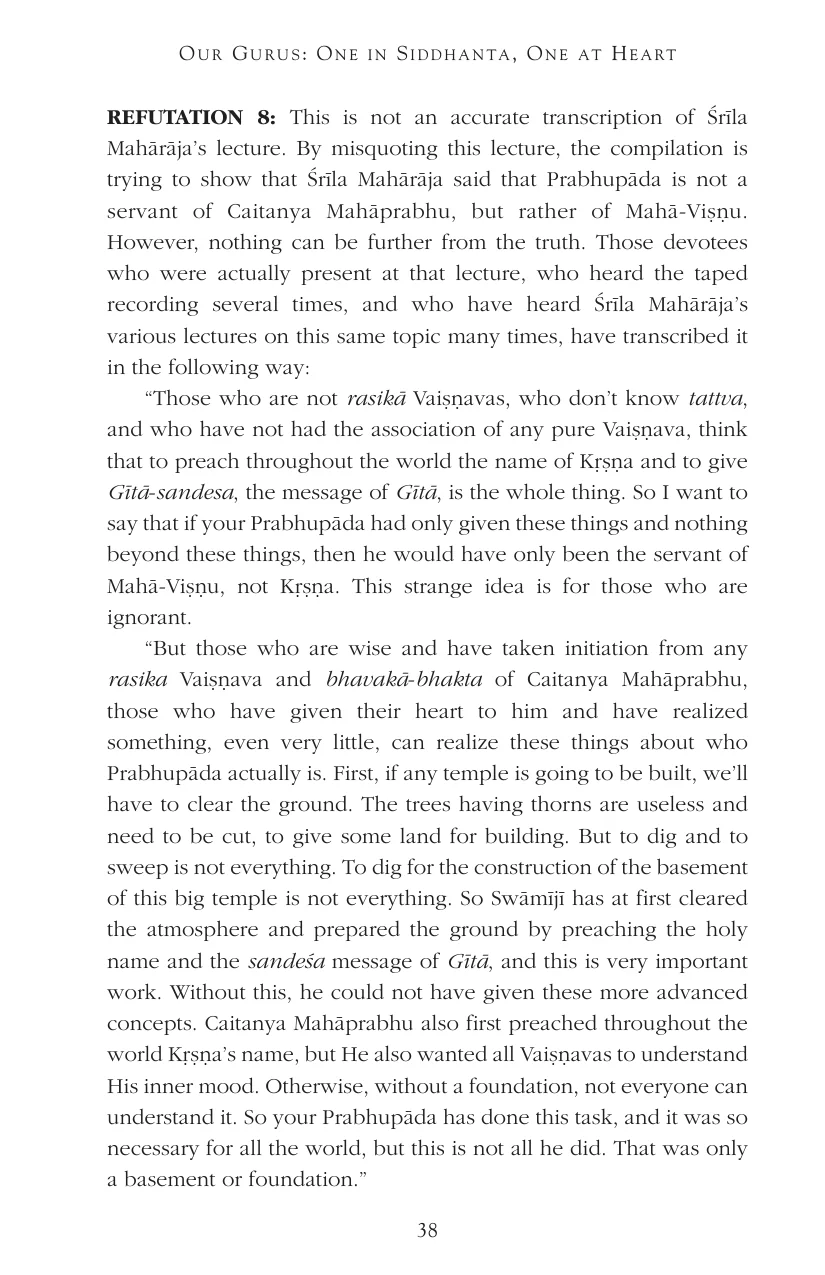 OUR GURUS: ONE IN SIDDHANTA, ONE AT HEART
REFUTATION 8: This is not an accurate transcription of Śrīla
Mahārāja’s lecture. By misquoting this lecture, the compilation is
trying to show that Śrīla Mahārāja said that Prabhupāda is not a
servant of Caitanya Mahāprabhu, but rather of Mahā-Viṣṇu.
However, nothing can be further from the truth. Those devotees
who were actually present at that lecture, who heard the taped
recording several times, and who have heard Śrīla Mahārāja’s
various lectures on this same topic many times, have transcribed it
in the following way:
“Those who are not rasikā Vaiṣṇavas, who don’t know tattva,
and who have not had the association of any pure Vaiṣṇava, think
that to preach throughout the world the name of Kṛṣṇa and to give
Gītā-sandesa, the message of Gītā, is the whole thing. So I want to
say that if your Prabhupāda had only given these things and nothing
beyond these things, then he would have only been the servant of
Mahā-Viṣṇu, not Kṛṣṇa. This strange idea is for those who are
ignorant.
“But those who are wise and have taken initiation from any
rasika Vaiṣṇava and bhavakā-bhakta of Caitanya Mahāprabhu,
those who have given their heart to him and have realized
something, even very little, can realize these things about who
Prabhupāda actually is. First, if any temple is going to be built, we’ll
have to clear the ground. The trees having thorns are useless and
need to be cut, to give some land for building. But to dig and to
sweep is not everything. To dig for the construction of the basement
of this big temple is not everything. So Swāmījī has at first cleared
the atmosphere and prepared the ground by preaching the holy
name and the sandeśa message of Gītā, and this is very important
work. Without this, he could not have given these more advanced
concepts. Caitanya Mahāprabhu also first preached throughout the
world Kṛṣṇa’s name, but He also wanted all Vaiṣṇavas to understand
His inner mood. Otherwise, without a foundation, not everyone can
understand it. So your Prabhupāda has done this task, and it was so
necessary for all the world, but this is not all he did. That was only
a basement or foundation.”
38